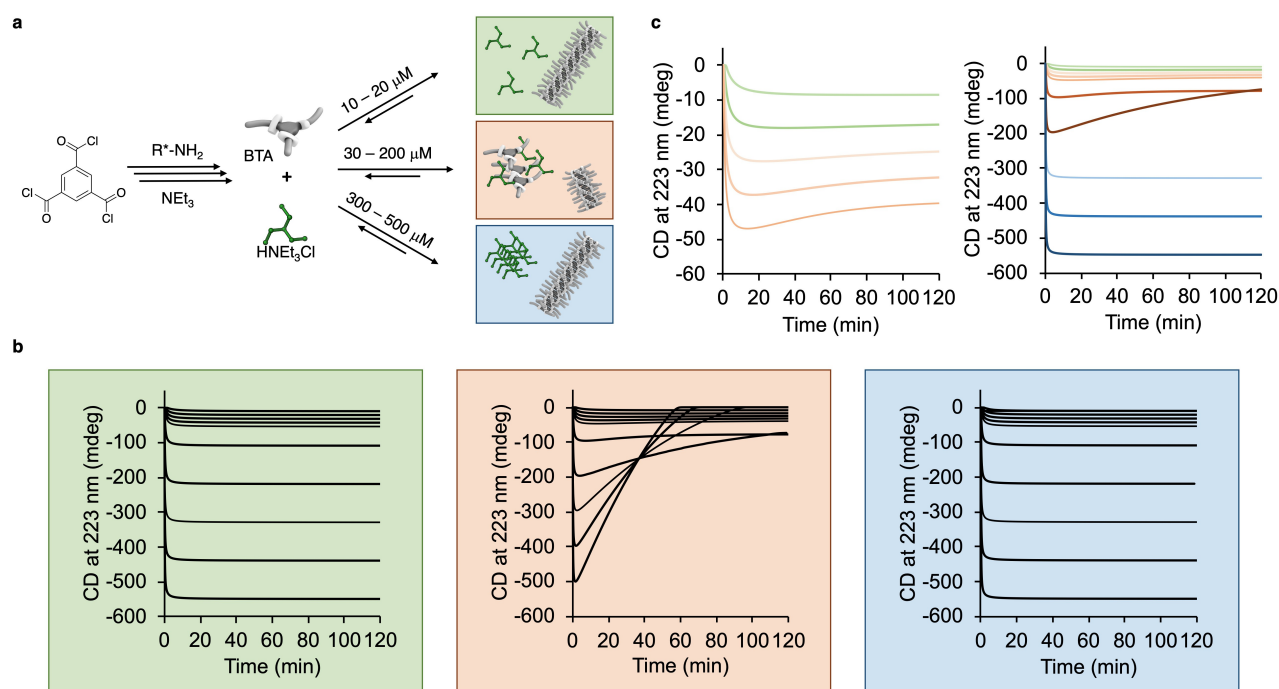 a
Cl
O
Cl
O
O
Cl
R*-NH2
NEt3
BTA
+
HNEt3Cl
10 – 20 μM
30 – 200 μM
300 – 500 μM
c
CD at 223 nm (mdeg)
0
-10
-20
-30
-40
-50
-60
0 20 40 60 80 100 120
Time (min)
CD at 223 nm (mdeg)
0
-100
-200
-300
-400
-500
-600
0 20 40 60 80 100 120
Time (min)
b
CD at 223 nm (mdeg)
0
-100
-200
-300
-400
-500
-600
0 20 40 60 80 100 120
Time (min)
CD at 223 nm (mdeg)
0
-100
-200
-300
-400
-500
-600
0 20 40 60 80 100 120
Time (min)
CD at 223 nm (mdeg)
0
-100
-200
-300
-400
-500
-600
0 20 40 60 80 100 120
Time (min)